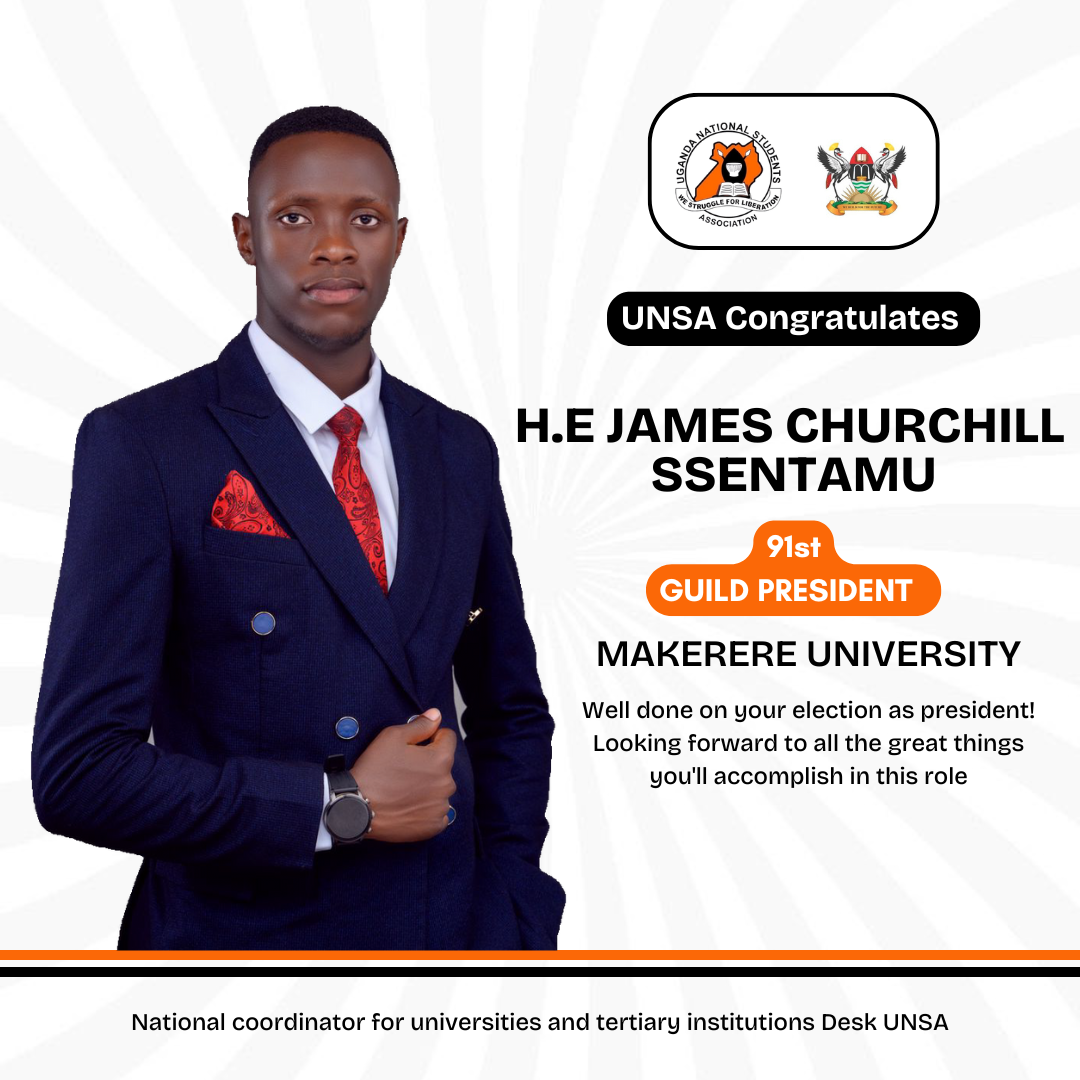 UGANDA NATIONAL STUDENTS
WE STRUGGLE FOR LIBERATION
ASSOCIATION
UNSA Congratulates
H.E JAMES CHURCHILL
SSENTAMU
91st
GUILD PRESIDENT
MAKERERE UNIVERSITY
Well done on your election as president!
Looking forward to all the great things
you'll accomplish in this role
National coordinator for universities and tertiary institutions Desk UNSA